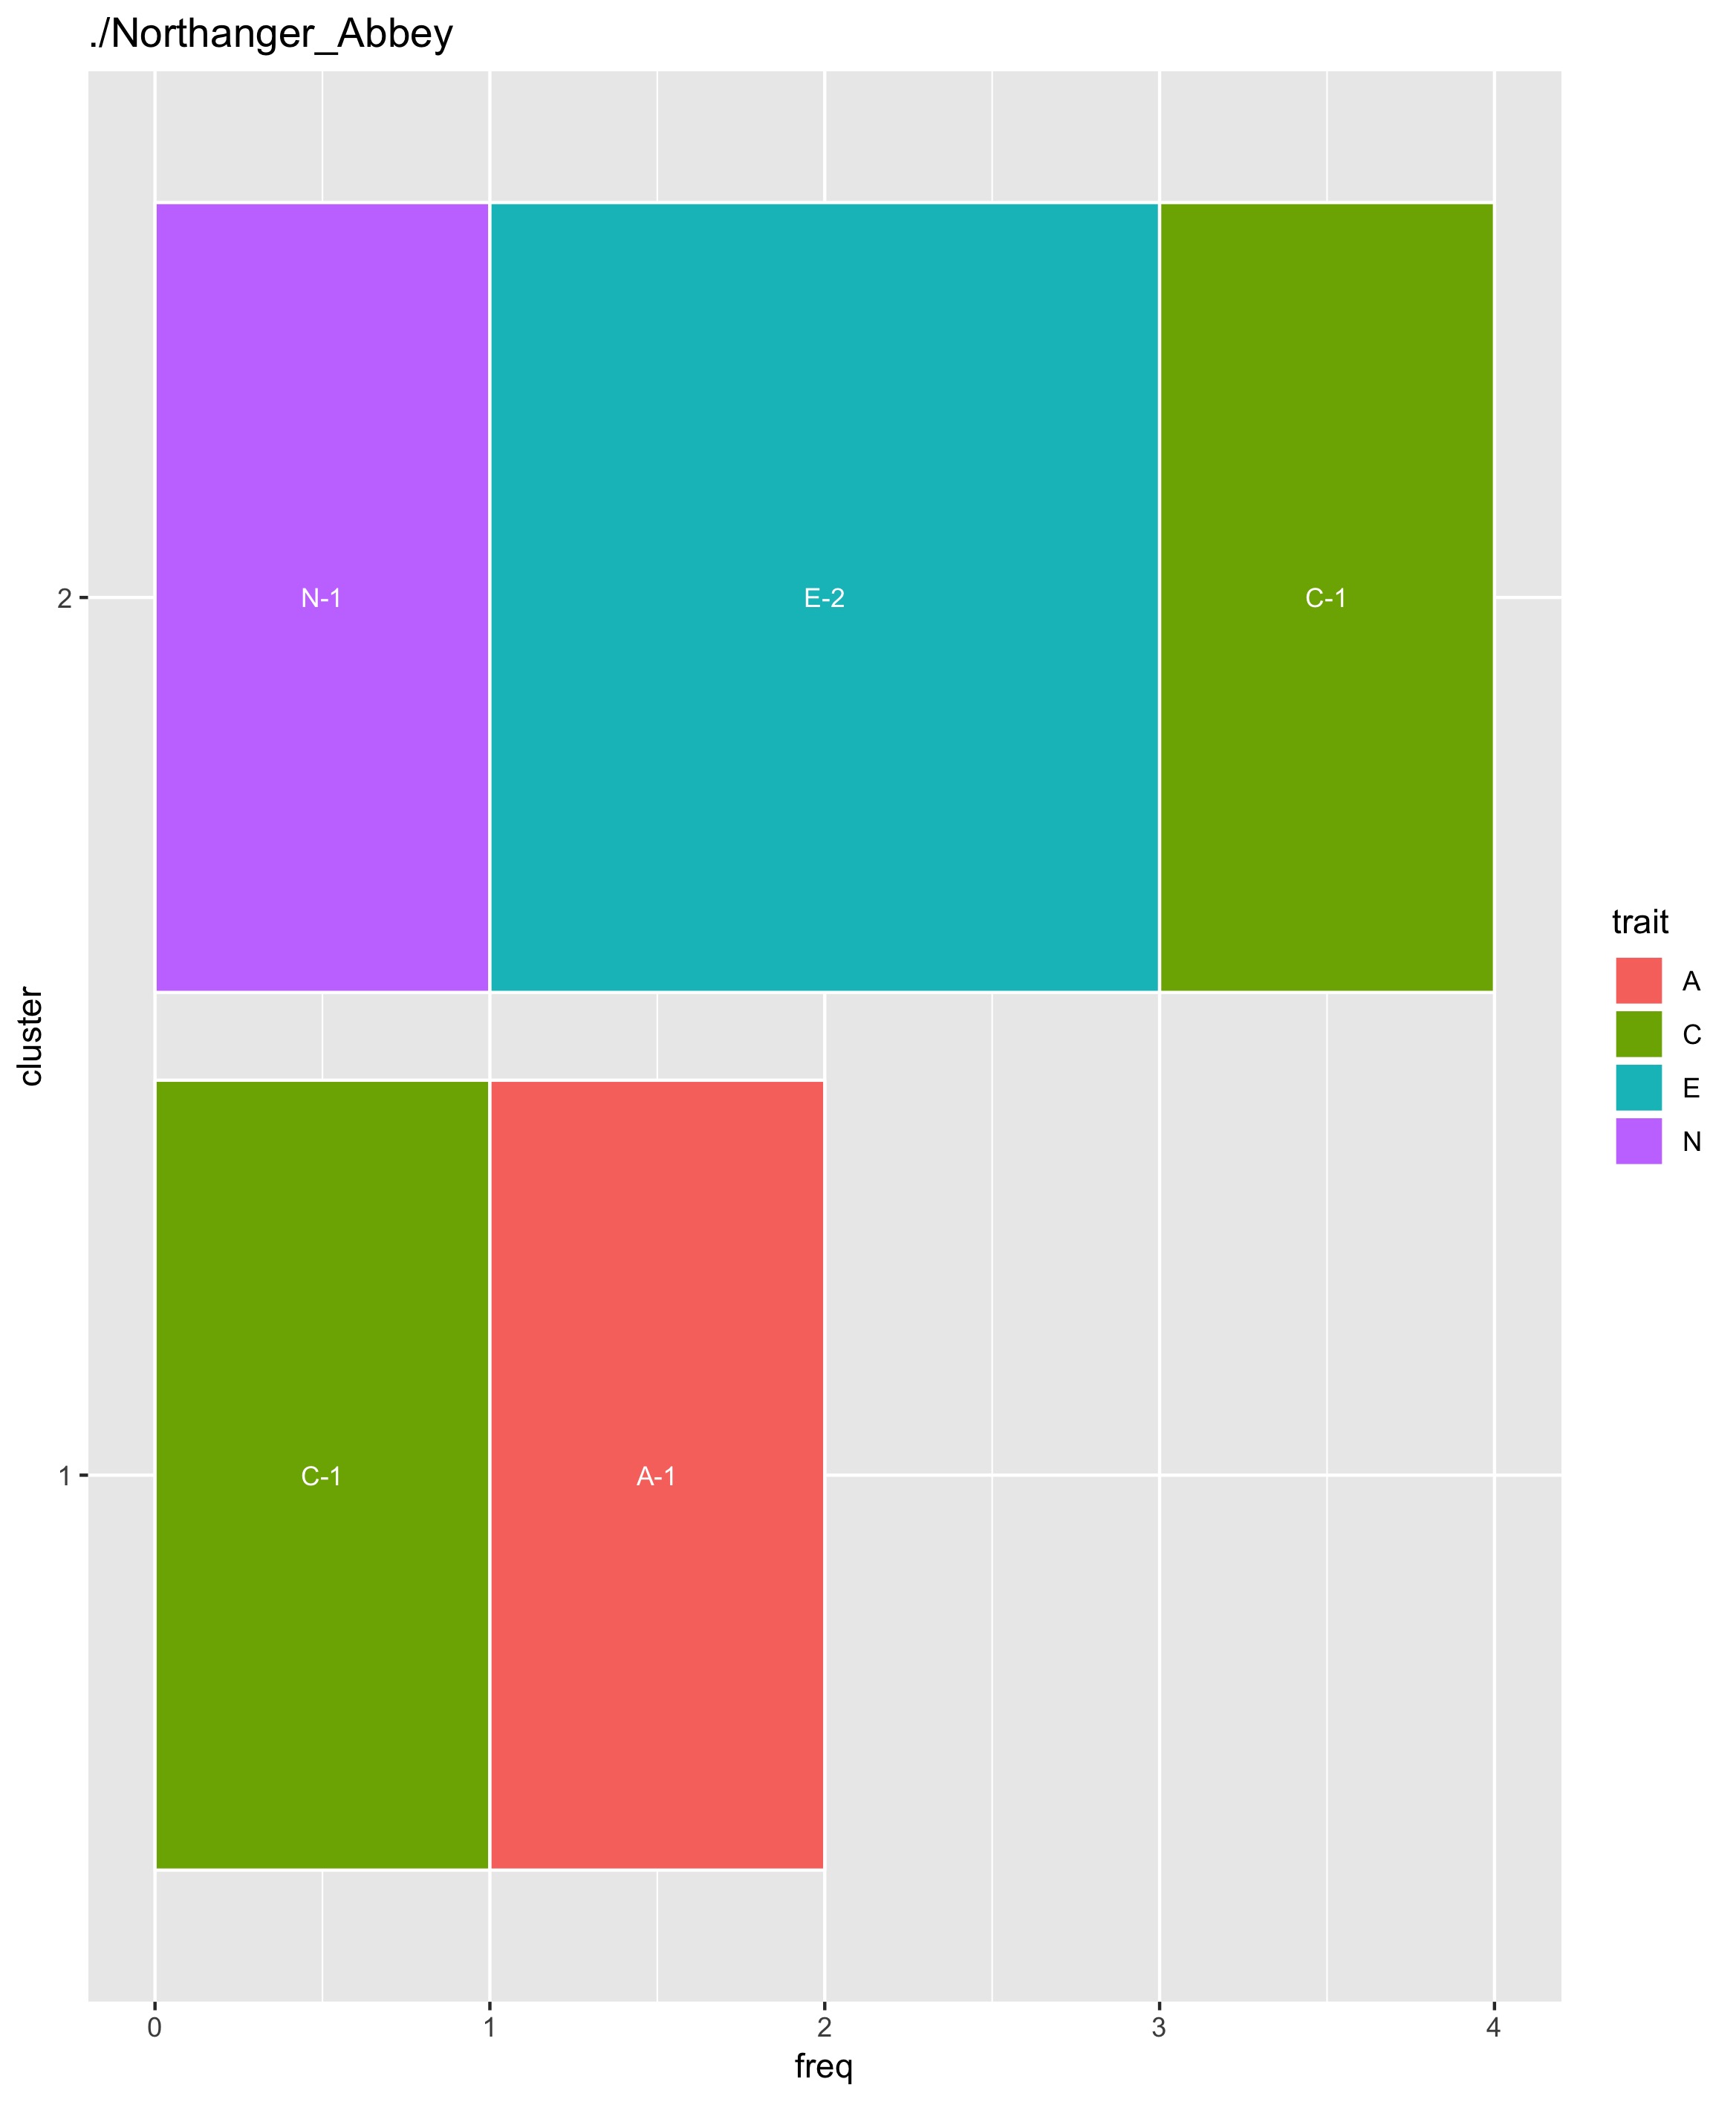 ./Northanger_Abbey
cluster
2
N-1
E-2
C-1
1
C-1
A-1
0
1
2
3
4
freq
trait
A
C
E
N